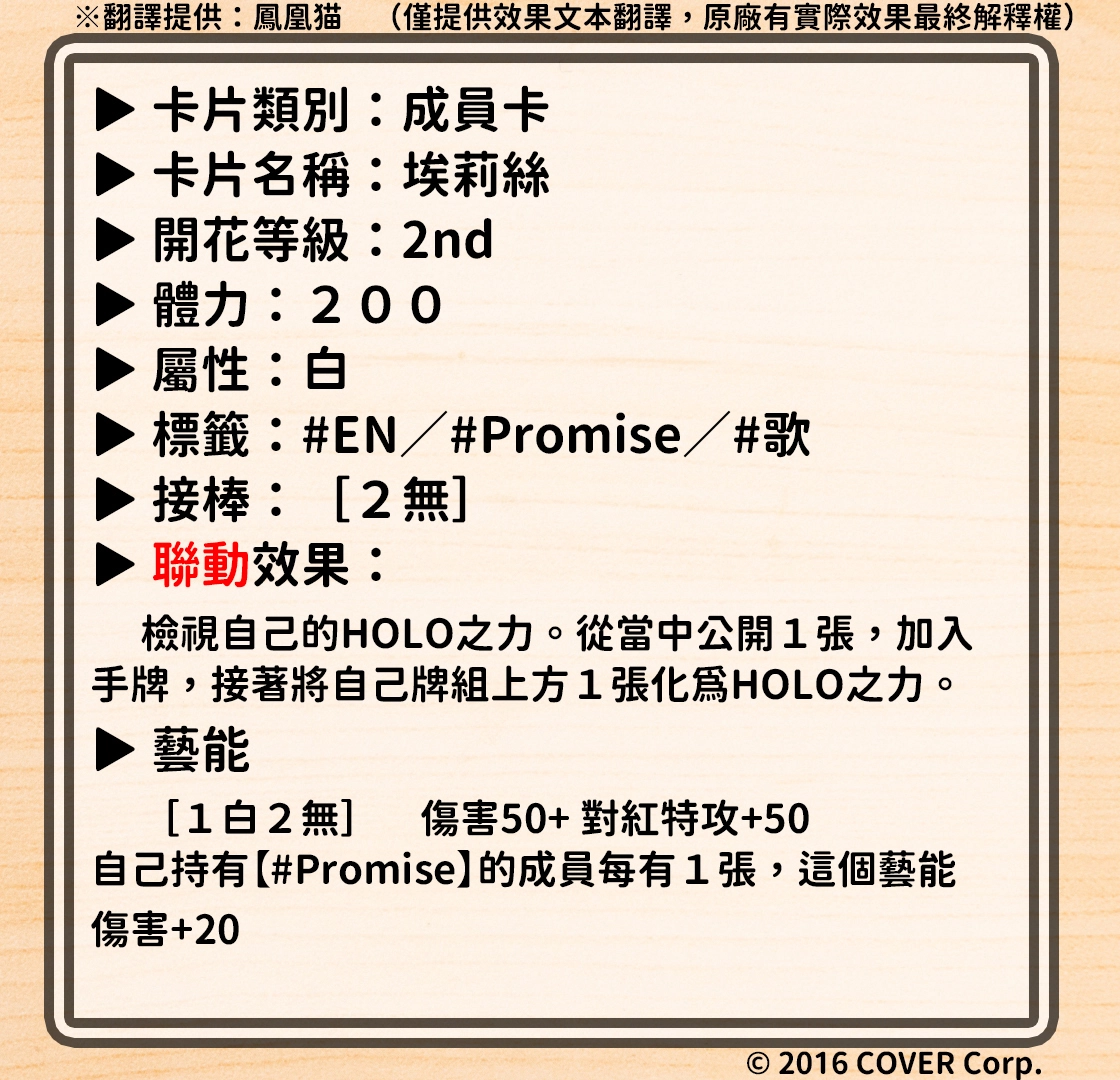 ※翻譯提供：鳳凰猫　（僅提供效果文本翻譯，原廠有實際效果最終解釋權）
▶ 卡片類別：成員卡
▶ 卡片名稱：埃莉絲
▶ 開花等級：2nd
▶ 體力：２００
▶ 屬性：白
▶ 標籤：#EN／#Promise／#歌
▶ 接棒：［２無］
▶ 聯動效果：
檢視自己的HOLO之力。從當中公開１張，加入
手牌，接著將自己牌組上方１張化爲HOLO之力。
▶ 藝能
［１白２無］　傷害50+ 對紅特攻+50
自己持有【#Promise】的成員每有１張，這個藝能
傷害+20
© 2016 COVER Corp.